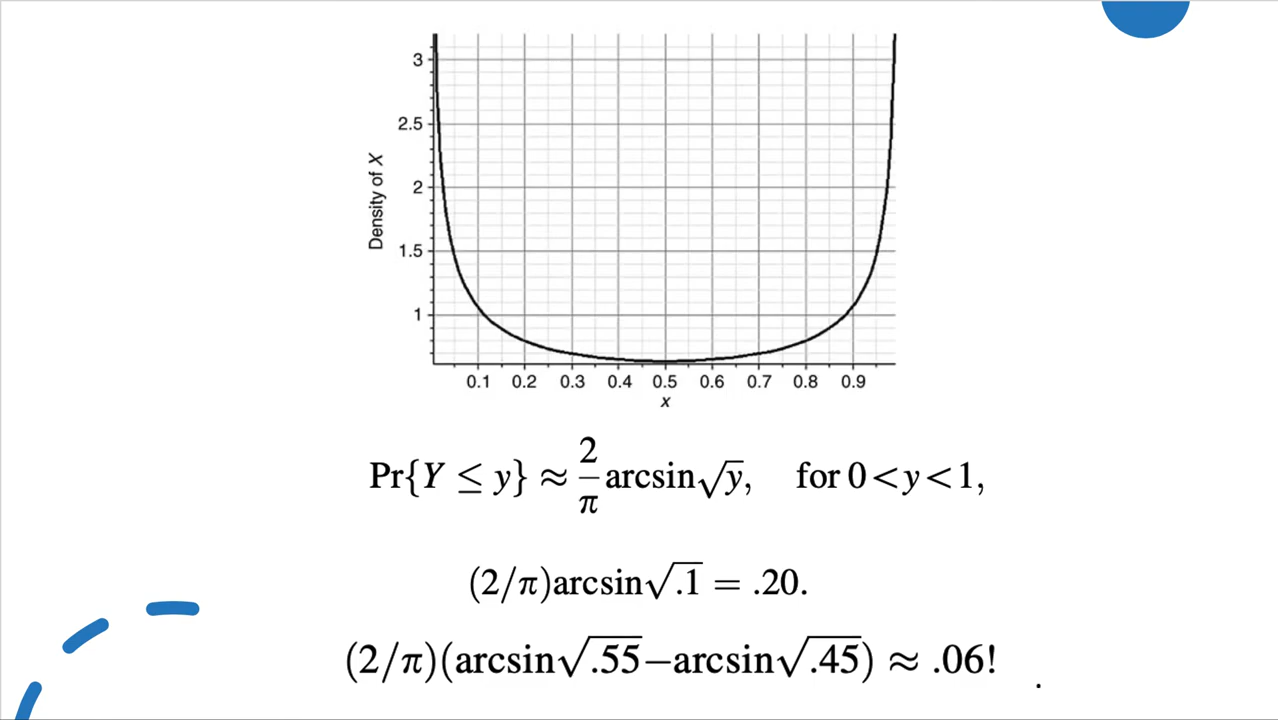 3
2.5
2
1.5
1
Density of X
0.1 0.2 0.3 0.4 0.5 0.6 0.7 0.8 0.9
x
Pr{Y ≤ y} ≈ 2/π arcsin√y, for 0<y<1,
(2/π)arcsin√.1 = .20.
(2/π)(arcsin√.55−arcsin√.45) ≈ .06!
.